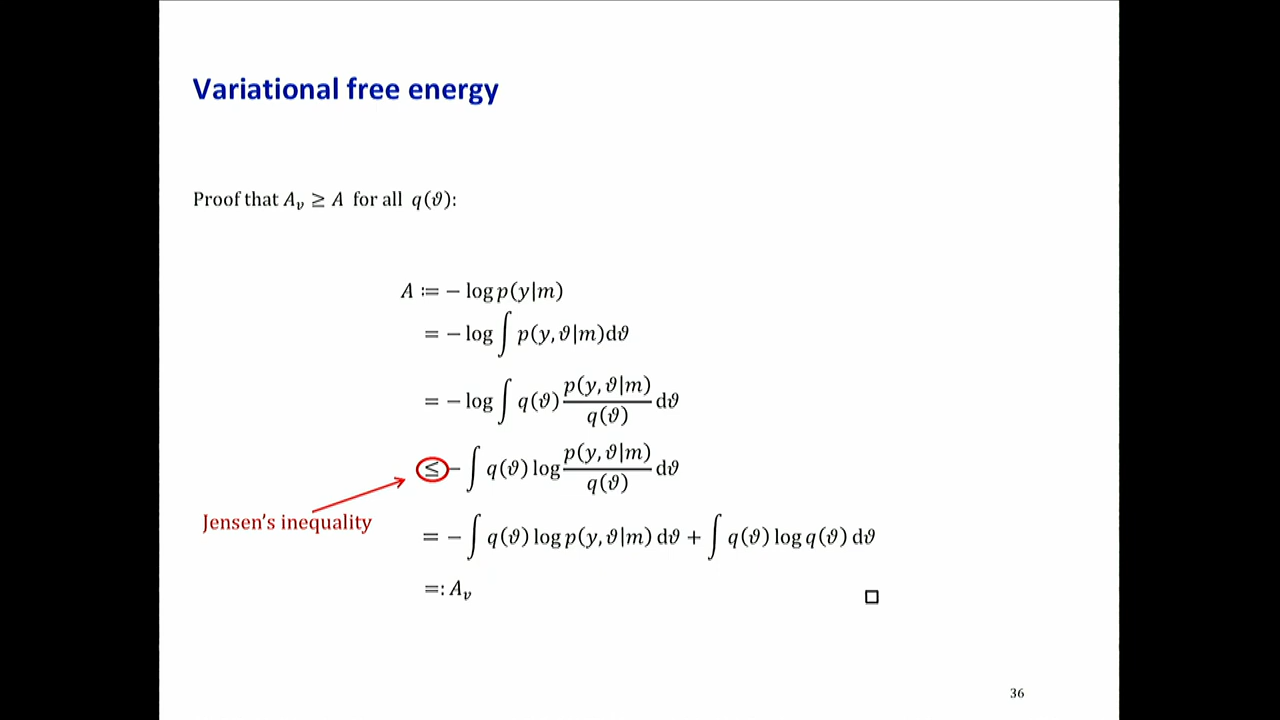 Variational free energy
Proof that A_v ≥ A for all q(ϑ):
A := − log p(y|m)
= − log ∫ p(y, ϑ|m)dϑ
= − log ∫ q(ϑ) p(y, ϑ|m)/q(ϑ) dϑ
≤ − ∫ q(ϑ) log p(y, ϑ|m)/q(ϑ) dϑ
Jensen's inequality
= − ∫ q(ϑ) log p(y, ϑ|m) dϑ + ∫ q(ϑ) log q(ϑ) dϑ
=: A_v □
36